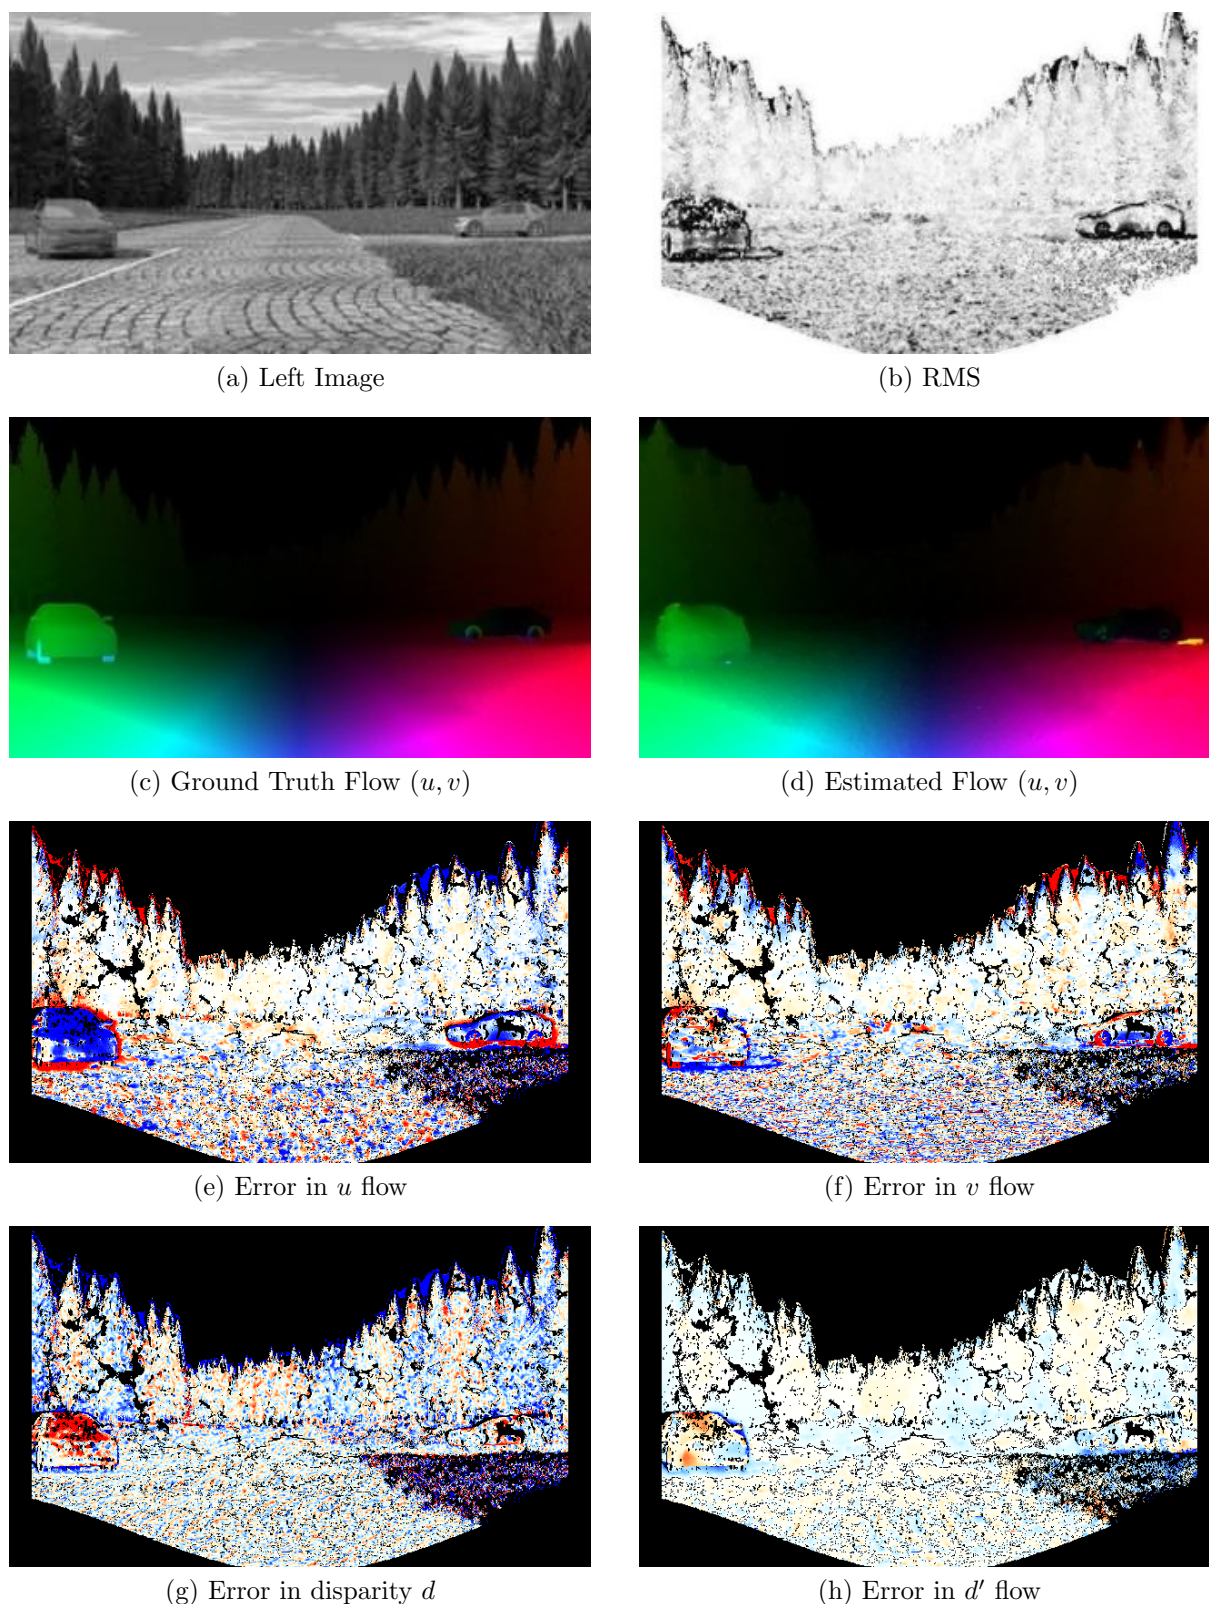 (a) Left Image
(b) RMS
(c) Ground Truth Flow (u, v)
(d) Estimated Flow (u, v)
(e) Error in u flow
(f) Error in v flow
(g) Error in disparity d
(h) Error in d′ flow